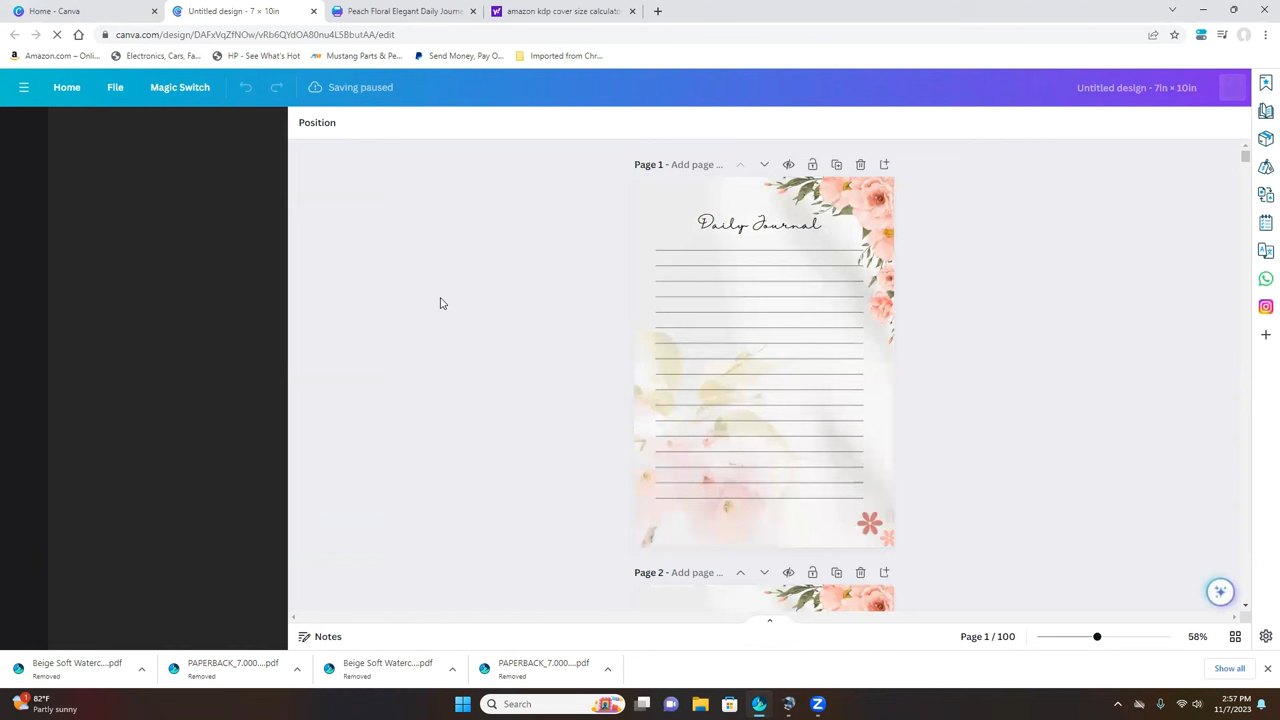 Home - Canva
Untitled design - 7 × 10in
Peach Floral Elegant Daily Journ
amazon kdp cover size calculato
canva.com/design/DAFxVqZfNOw/vRb6QYdOA80nu4L5BbutAA/edit
Amazon.com – Onli...
Electronics, Cars, Fa...
HP - See What's Hot
Mustang Parts & Pe...
Send Money, Pay O...
Imported from Chr...
Home
File
Magic Switch
Saving paused
Untitled design - 7in × 10in
Position
Page 1 - Add page ...
Daily Journal
Page 2 - Add page ...
Notes
Page 1 / 100
58%
Beige Soft Waterc....pdf
Removed
PAPERBACK_7.000....pdf
Removed
Beige Soft Waterc....pdf
Removed
PAPERBACK_7.000....pdf
Removed
Show all
1
82°F
Partly sunny
Search
2:57 PM
11/7/2023